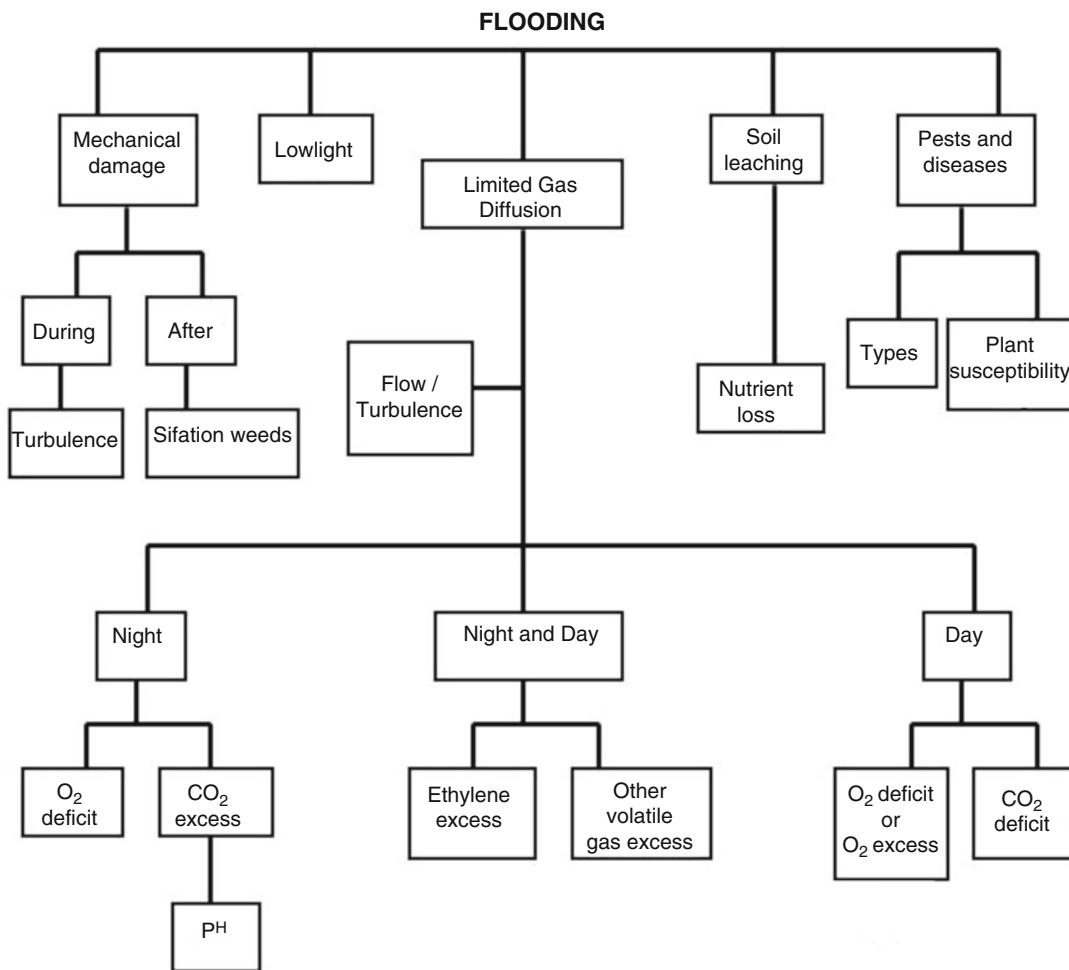 FLOODING
Mechanical
damage
Lowlight
Limited Gas
Diffusion
Soil
leaching
Pests and
diseases
During
After
Flow /
Turbulence
Nutrient
loss
Types
Plant
susceptibility
Turbulence
Sifation weeds
Night
Night and Day
Day
O₂
deficit
CO₂
excess
Ethylene
excess
Other
volatile
gas excess
O₂ deficit
or
O₂ excess
CO₂
deficit
Pᴴ